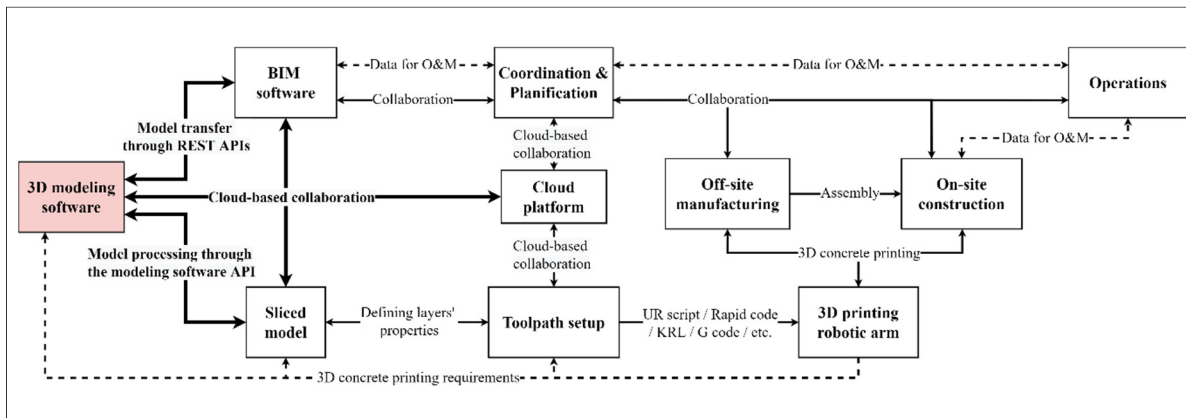 BIM
software
Data for O&M
Collaboration
Coordination &
Planification
Data for O&M
Collaboration
Operations
Model transfer
through REST APIs
Cloud-based
collaboration
Data for O&M
3D modeling
software
Cloud-based collaboration
Cloud
platform
Off-site
manufacturing
Assembly
On-site
construction
Model processing through
the modeling software API
Cloud-based
collaboration
3D concrete printing
Sliced
model
Defining layers'
properties
Toolpath setup
UR script / Rapid code
/ KRL / G code / etc.
3D printing
robotic arm
3D concrete printing requirements